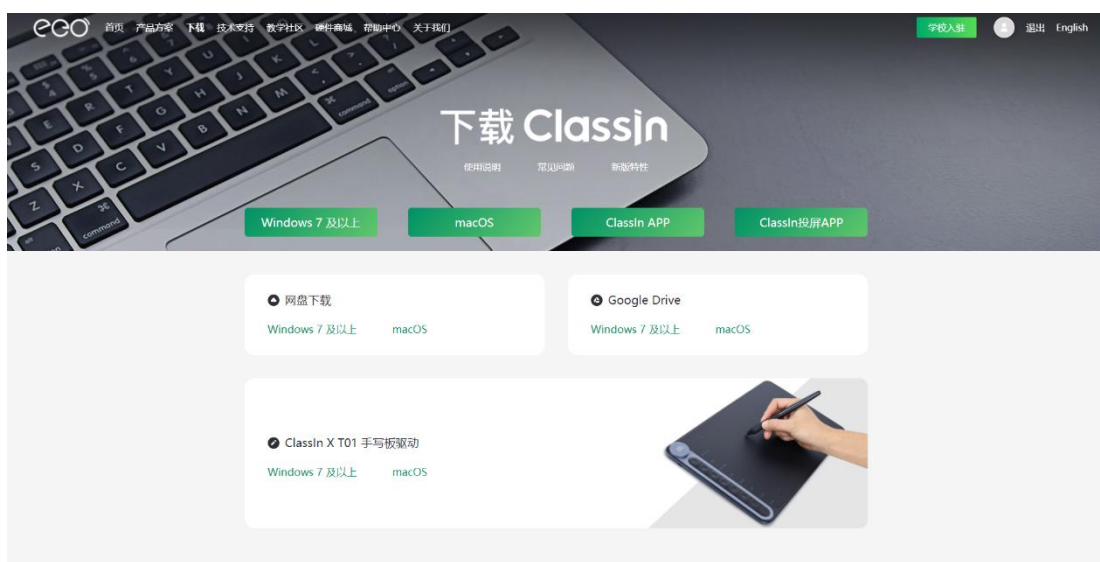 eeo 首页 产品方案 下载 技术支持 教学社区 硬件商城 帮助中心 关于我们 学校入驻 退出 English
下载 ClassIn
使用说明 常见问题 新版特性
Windows 7 及以上 macOS ClassIn APP ClassIn投屏APP
网盘下载 Google Drive
Windows 7 及以上 macOS Windows 7 及以上 macOS
ClassIn X T01 手写板驱动
Windows 7 及以上 macOS